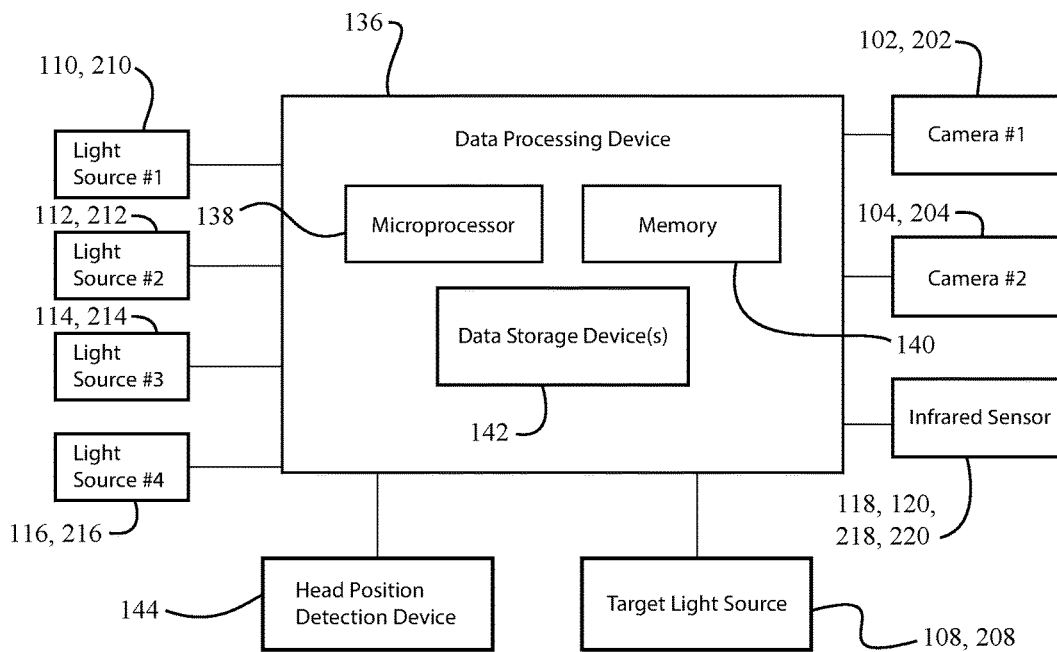 136
102, 202
110, 210
Data Processing Device
Camera #1
Light
Source #1
138
Microprocessor
Memory
112, 212
104, 204
Light
Source #2
Camera #2
114, 214
Data Storage Device(s)
140
Light
Source #3
142
Infrared Sensor
Light
Source #4
116, 216
118, 120,
218, 220
144
Head Position
Detection Device
Target Light Source
108, 208